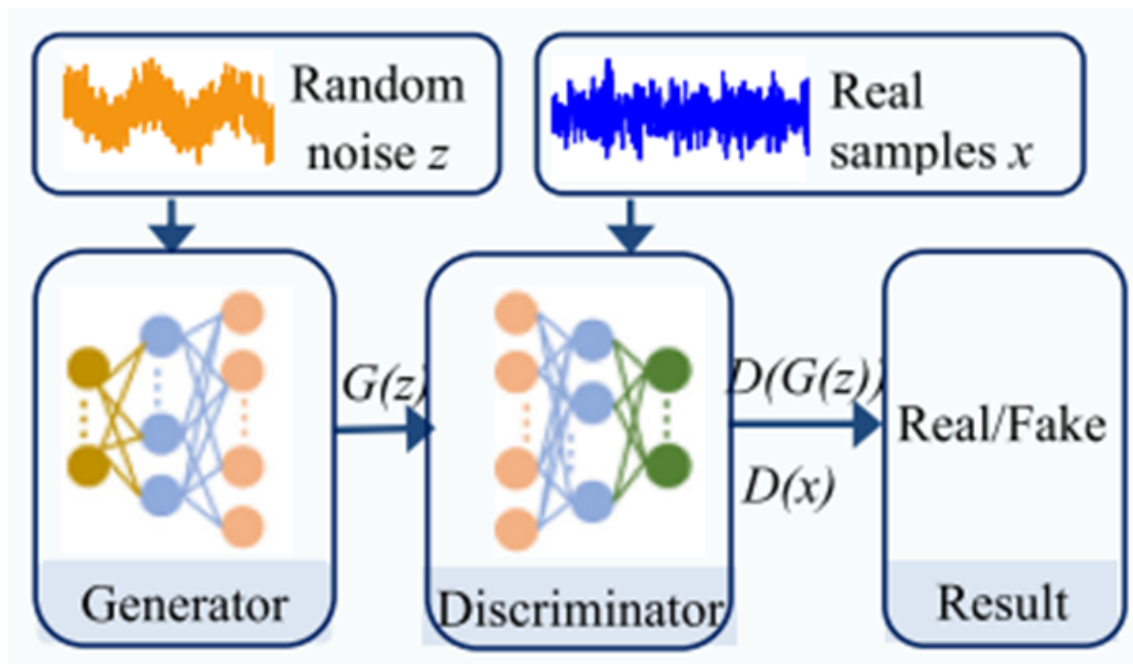 Random
noise z
Real
samples x
G(z)
D(G(z))
D(x)
Real/Fake
Generator
Discriminator
Result